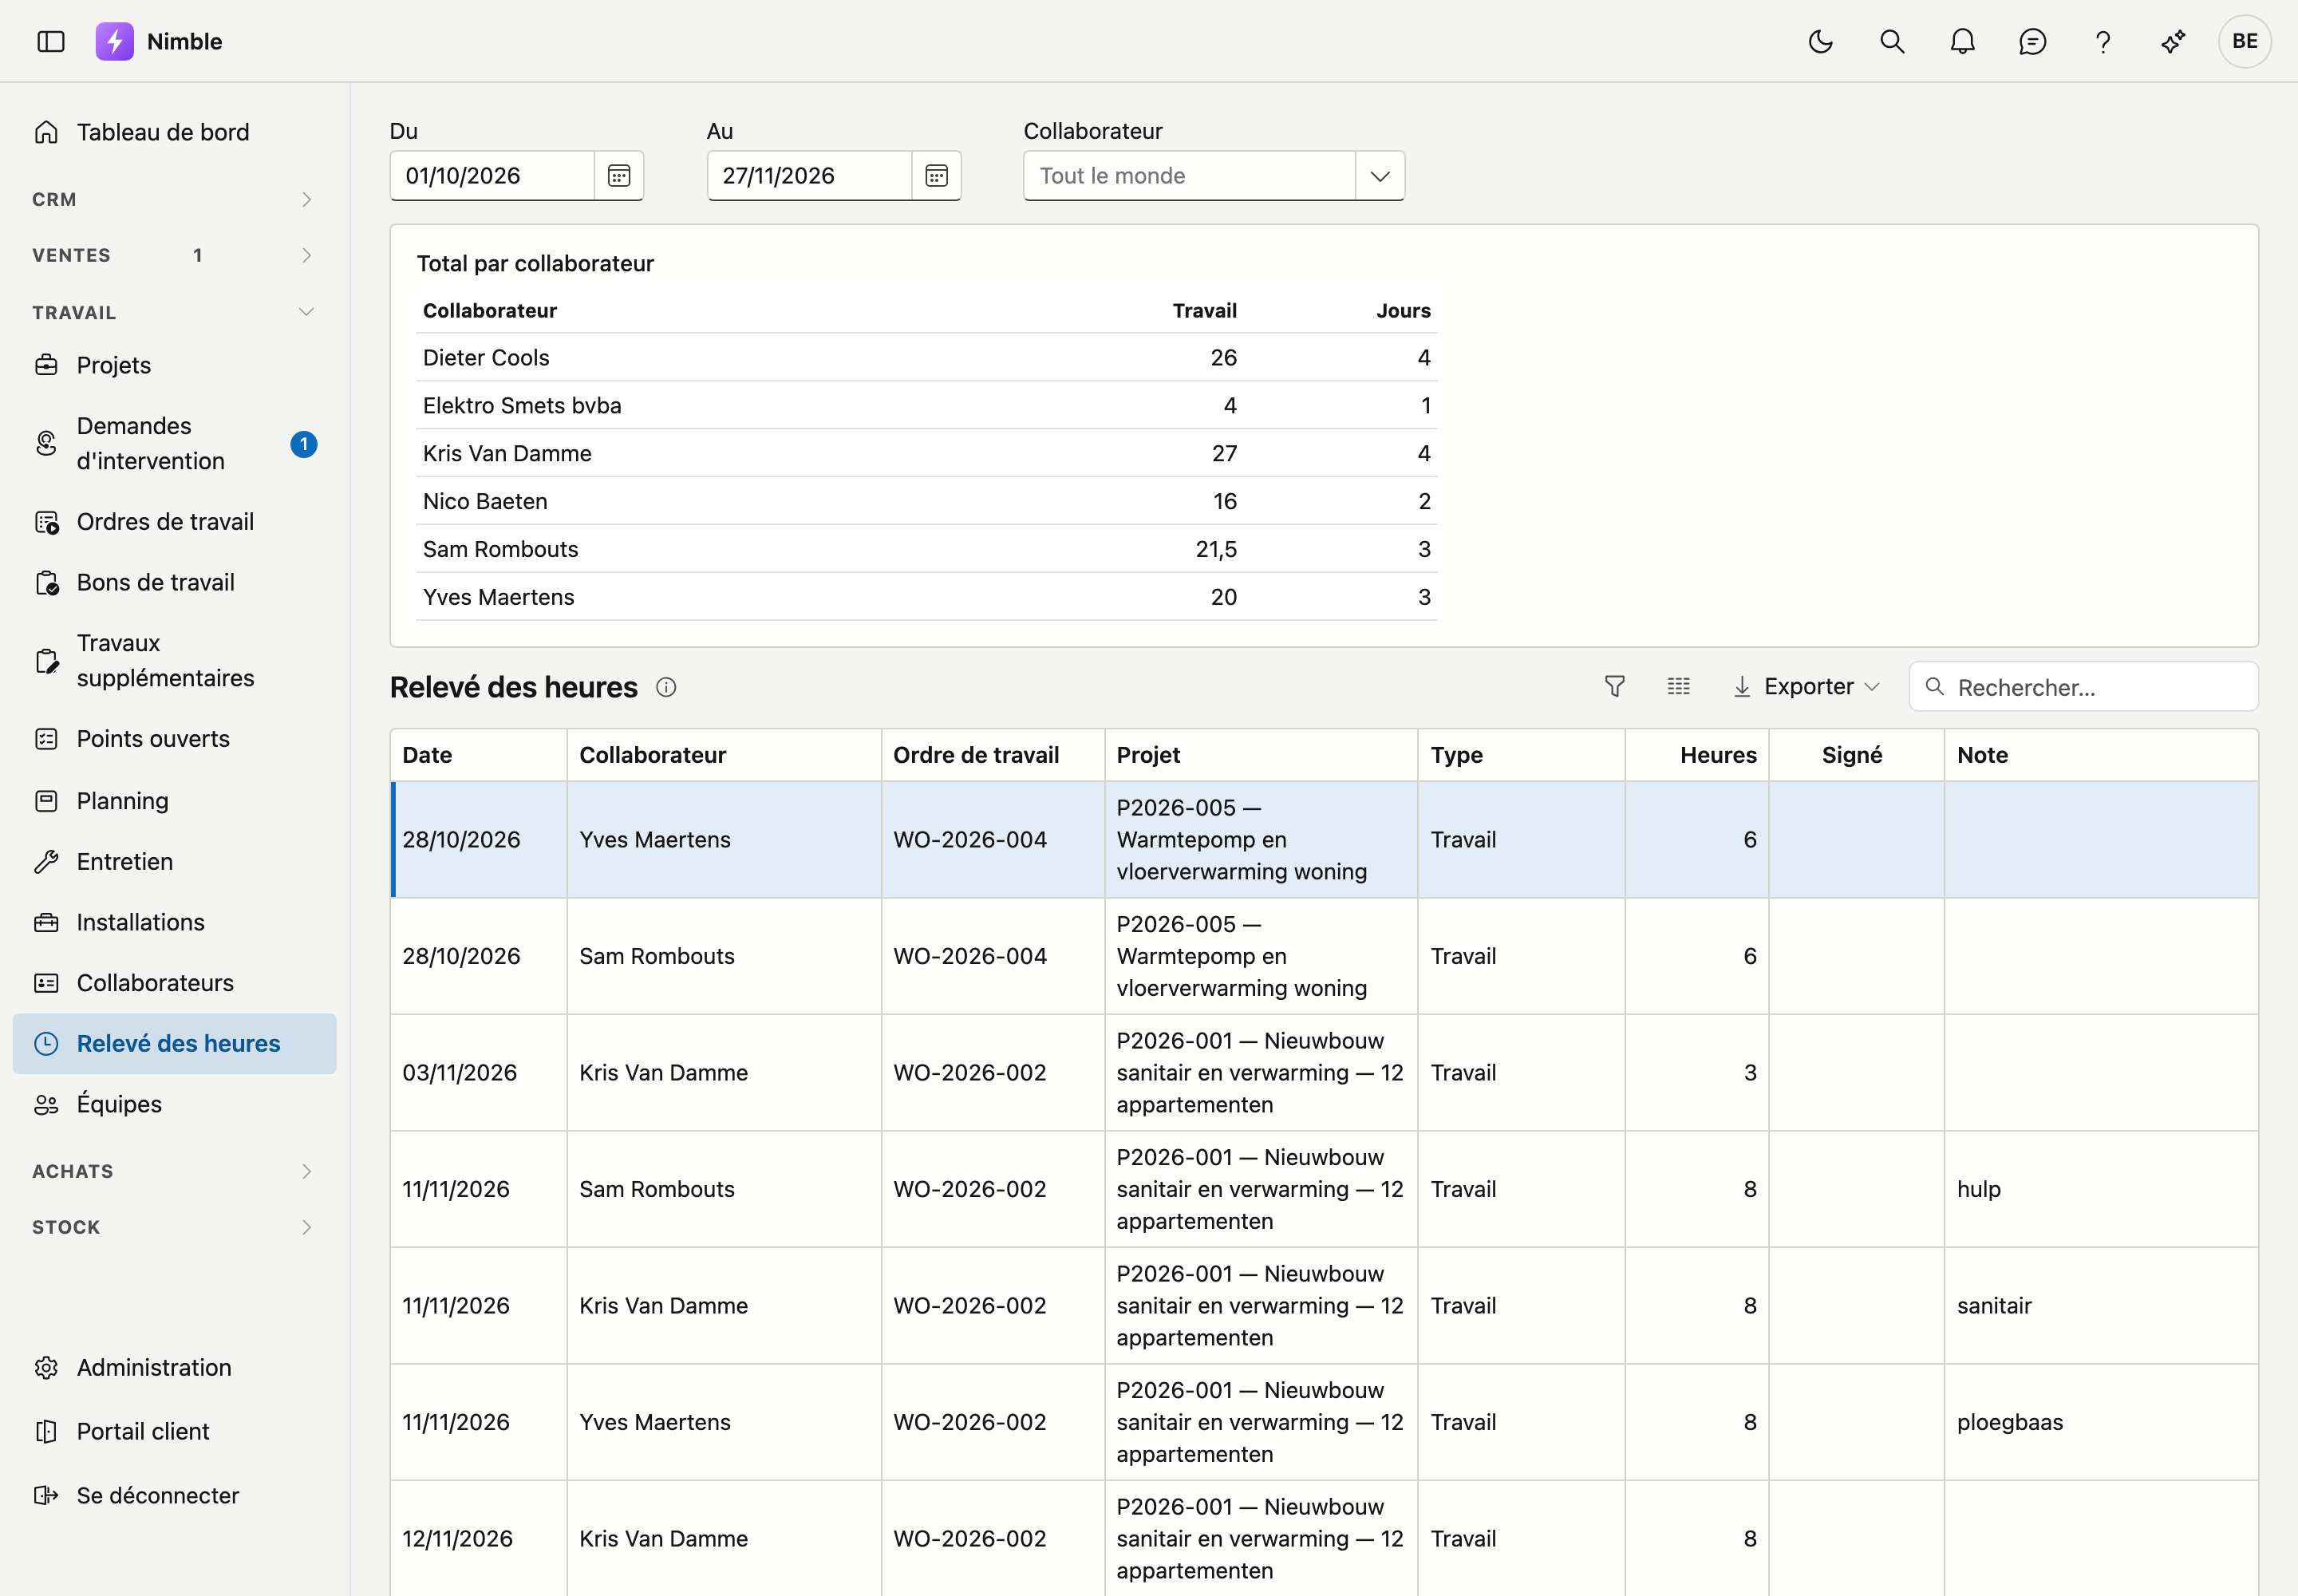 Nimble
BE
Tableau de bord
CRM
VENTES 1
TRAVAIL
Projets
Demandes
d'intervention
1
Ordres de travail
Bons de travail
Travaux
supplémentaires
Points ouverts
Planning
Entretien
Installations
Collaborateurs
Relevé des heures
Équipes
ACHATS
STOCK
Administration
Portail client
Se déconnecter
Du Au Collaborateur
01/10/2026 27/11/2026 Tout le monde
Total par collaborateur
Collaborateur Travail Jours
Dieter Cools 26 4
Elektro Smets bvba 4 1
Kris Van Damme 27 4
Nico Baeten 16 2
Sam Rombouts 21,5 3
Yves Maertens 20 3
Relevé des heures Exporter Rechercher...
Date Collaborateur Ordre de travail Projet Type Heures Signé Note
P2026-005 —
28/10/2026 Yves Maertens WO-2026-004 Warmtepomp en Travail 6
vloerverwarming woning
P2026-005 —
28/10/2026 Sam Rombouts WO-2026-004 Warmtepomp en Travail 6
vloerverwarming woning
P2026-001 — Nieuwbouw
03/11/2026 Kris Van Damme WO-2026-002 sanitair en verwarming — 12 Travail 3
appartementen
P2026-001 — Nieuwbouw
11/11/2026 Sam Rombouts WO-2026-002 sanitair en verwarming — 12 Travail 8 hulp
appartementen
P2026-001 — Nieuwbouw
11/11/2026 Kris Van Damme WO-2026-002 sanitair en verwarming — 12 Travail 8 sanitair
appartementen
P2026-001 — Nieuwbouw
11/11/2026 Yves Maertens WO-2026-002 sanitair en verwarming — 12 Travail 8 ploegbaas
appartementen
P2026-001 — Nieuwbouw
12/11/2026 Kris Van Damme WO-2026-002 sanitair en verwarming — 12 Travail 8
appartementen